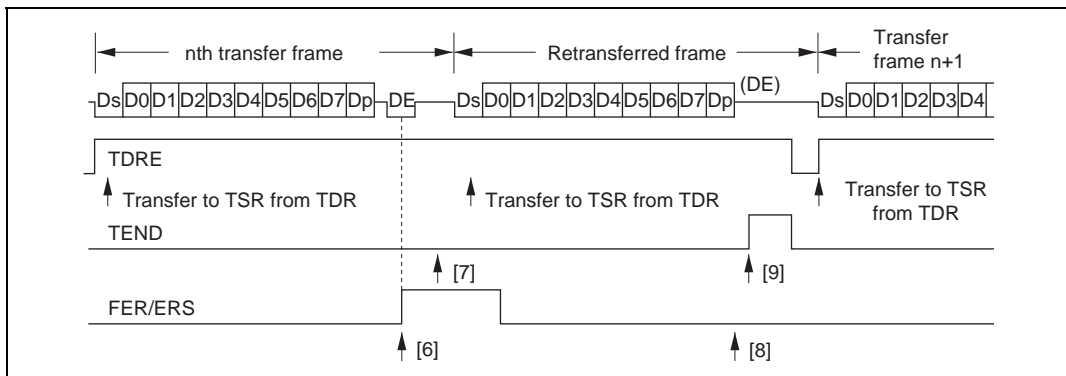 nth transfer frame
Retransferred frame
Transfer
frame n+1
Ds D0 D1 D2 D3 D4 D5 D6 D7 Dp DE
Ds D0 D1 D2 D3 D4 D5 D6 D7 Dp
(DE)
Ds D0 D1 D2 D3 D4
TDRE
Transfer to TSR from TDR
Transfer to TSR from TDR
Transfer to TSR
from TDR
TEND
[7]
[9]
FER/ERS
[6]
[8]